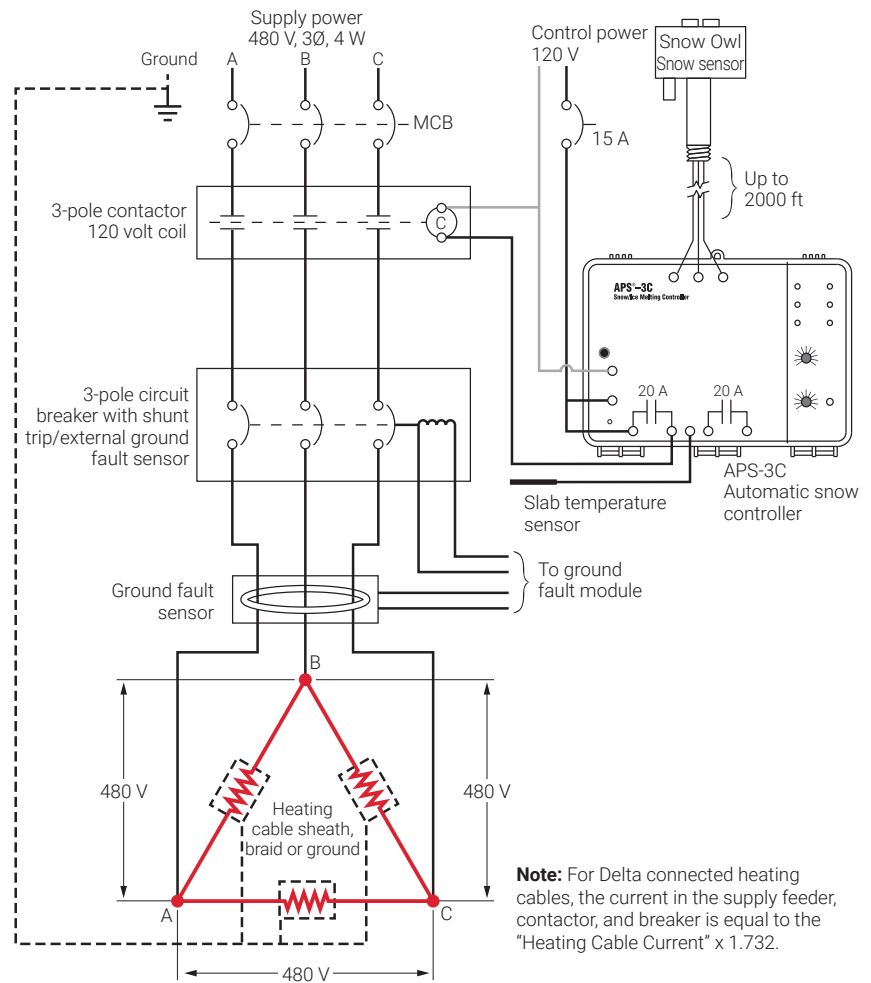 Supply power
480 V, 3Ø, 4 W
Ground
A
B
C
MCB
Control power
120 V
15 A
Snow Owl
Snow sensor
Up to
2000 ft
3-pole contactor
120 volt coil
C
APS®-3C
Snow/Ice Melting Controller
20 A
20 A
3-pole circuit
breaker with shunt
trip/external ground
fault sensor
APS-3C
Automatic snow
controller
Slab temperature
sensor
To ground
fault module
Ground fault
sensor
B
480 V
480 V
Heating
cable sheath,
braid or ground
A
C
480 V
Note: For Delta connected heating
cables, the current in the supply feeder,
contactor, and breaker is equal to the
“Heating Cable Current” x 1.732.